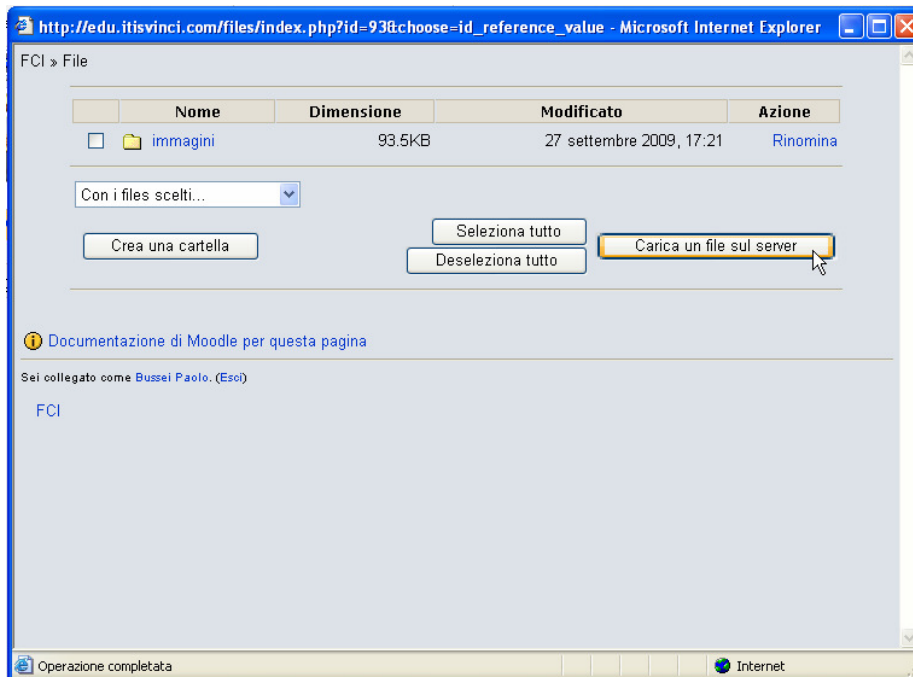 http://edu.itisvinci.com/files/index.php?id=93&choose=id_reference_value - Microsoft Internet Explorer
FCI » File
Nome Dimensione Modificato Azione
immagini 93.5KB 27 settembre 2009, 17:21 Rinomina
Con i files scelti...
Seleziona tutto
Crea una cartella Deseleziona tutto Carica un file sul server
Documentazione di Moodle per questa pagina
Sei collegato come Bussei Paolo. (Esci)
FCI
Operazione completata Internet